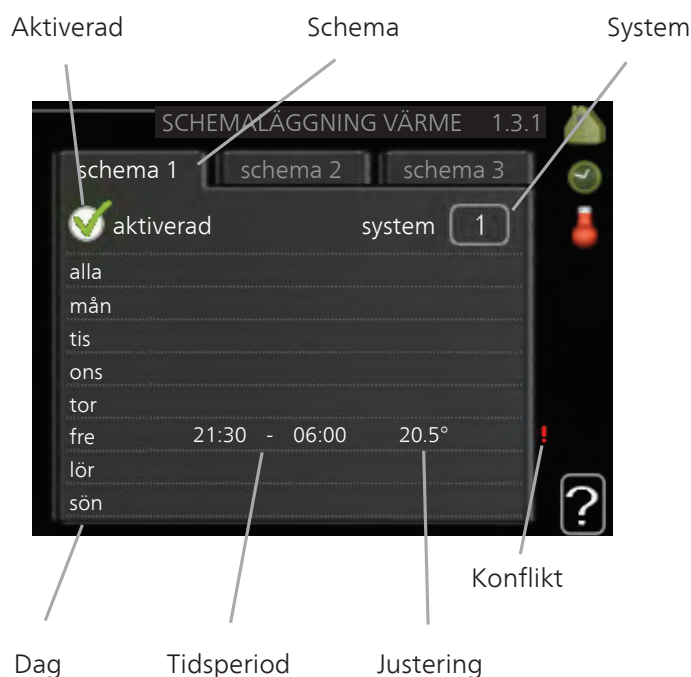 Aktiverad Schema System
SCHEMALÄGGNING VÄRME 1.3.1
schema 1 schema 2 schema 3
aktiverad system 1
alla
mån
tis
ons
tor
fre 21:30 - 06:00 20.5° !
lör
sön
?
Konflikt
Dag Tidsperiod Justering